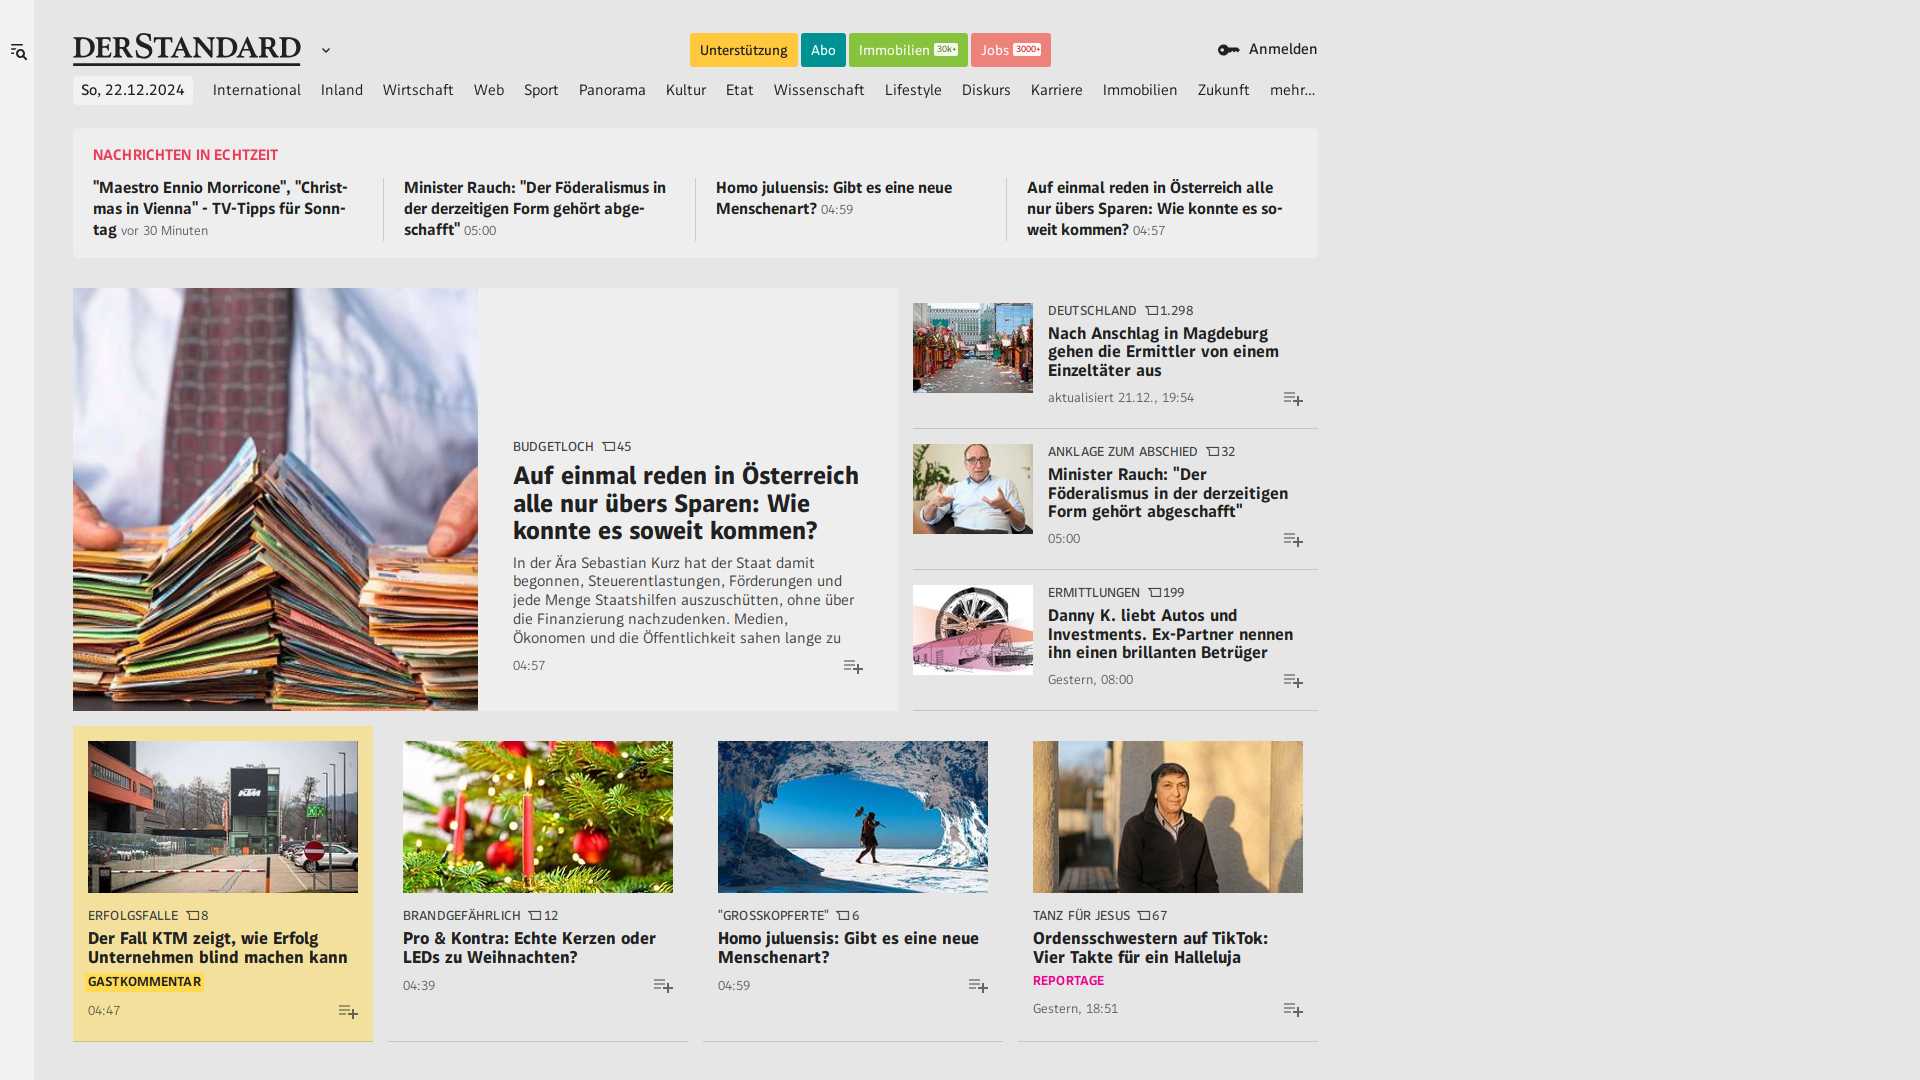 DERSTANDARD
Unterstützung
Abo
Immobilien 30k+
Jobs 3000+
Anmelden
So, 22.12.2024
International
Inland
Wirtschaft
Web
Sport
Panorama
Kultur
Etat
Wissenschaft
Lifestyle
Diskurs
Karriere
Immobilien
Zukunft
mehr...
NACHRICHTEN IN ECHTZEIT
"Maestro Ennio Morricone", "Christ-
mas in Vienna" - TV-Tipps für Sonn-
tag vor 30 Minuten
Minister Rauch: "Der Föderalismus in
der derzeitigen Form gehört abge-
schafft" 05:00
Homo juluensis: Gibt es eine neue
Menschenart? 04:59
Auf einmal reden in Österreich alle
nur übers Sparen: Wie konnte es so-
weit kommen? 04:57
BUDGETLOCH 45
Auf einmal reden in Österreich
alle nur übers Sparen: Wie
konnte es soweit kommen?
In der Ära Sebastian Kurz hat der Staat damit
begonnen, Steuerentlastungen, Förderungen und
jede Menge Staatshilfen auszuschütten, ohne über
die Finanzierung nachzudenken. Medien,
Ökonomen und die Öffentlichkeit sahen lange zu
04:57
DEUTSCHLAND 1.298
Nach Anschlag in Magdeburg
gehen die Ermittler von einem
Einzeltäter aus
aktualisiert 21.12., 19:54
ANKLAGE ZUM ABSCHIED 32
Minister Rauch: "Der
Föderalismus in der derzeitigen
Form gehört abgeschafft"
05:00
ERMITTLUNGEN 199
Danny K. liebt Autos und
Investments. Ex-Partner nennen
ihn einen brillanten Betrüger
Gestern, 08:00
KTM
ERFOLGSFALLE 8
Der Fall KTM zeigt, wie Erfolg
Unternehmen blind machen kann
GASTKOMMENTAR
04:47
BRANDGEFÄHRLICH 12
Pro & Kontra: Echte Kerzen oder
LEDs zu Weihnachten?
04:39
"GROSSKOPFERTE" 6
Homo juluensis: Gibt es eine neue
Menschenart?
04:59
TANZ FÜR JESUS 67
Ordensschwestern auf TikTok:
Vier Takte für ein Halleluja
REPORTAGE
Gestern, 18:51